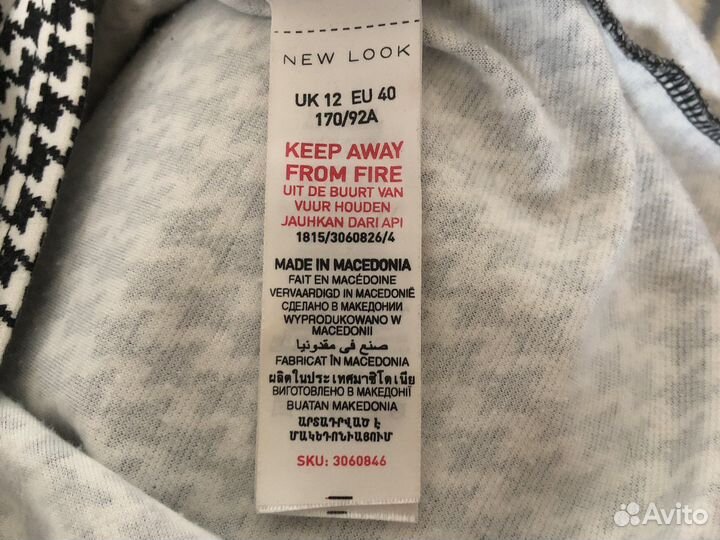 NEW LOOK
UK 12 EU 40
170/92A
KEEP AWAY
FROM FIRE
UIT DE BUURT VAN
VUUR HOUDEN
JAUHKAN DARI API
1815/3060826/4
MADE IN MACEDONIA
FAIT EN MACÉDOINE
VERVAARDIGD IN MACEDONIË
СДЕЛАНО В МАКЕДОНИИ
WYPRODUKOWANO W
MACEDONII
صنع في مقدونيا
FABRICAT ÎN MACEDONIA
ผลิตในประเทศมาซิโดเนีย
ВИГОТОВЛЕНО В МАКЕДОНІЇ
BUATAN MAKEDONIA
ԱՐՏԱԴՐՎԱԾ Է
ՄԱԿԵԴՈՆԻԱՅՈՒՄ
SKU: 3060846
Avito